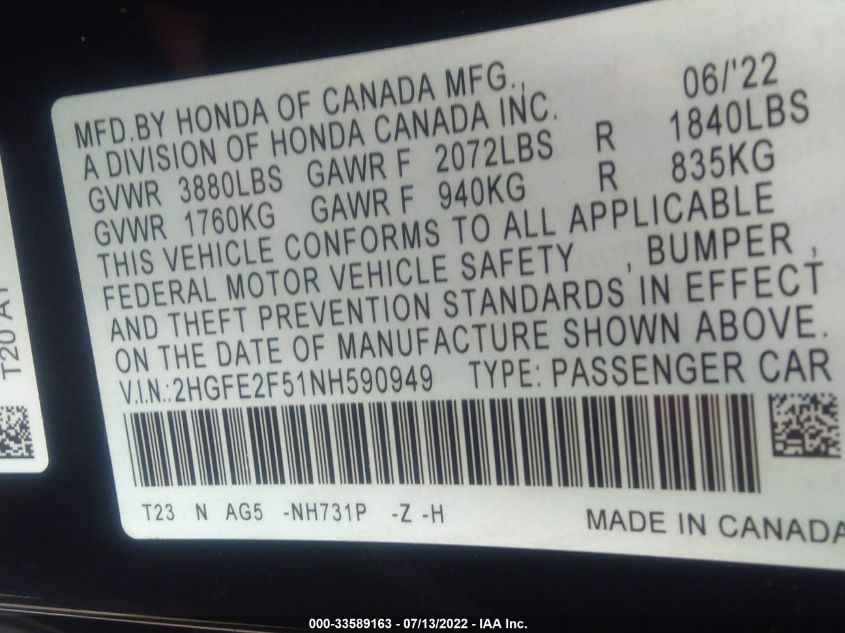 MFD.BY HONDA OF CANADA MFG., 06/'22
A DIVISION OF HONDA CANADA INC.
GVWR 3880LBS GAWR F 2072LBS R 1840LBS
GVWR 1760KG GAWR F 940KG R 835KG
THIS VEHICLE CONFORMS TO ALL APPLICABLE
FEDERAL MOTOR VEHICLE SAFETY , BUMPER ,
AND THEFT PREVENTION STANDARDS IN EFFECT
ON THE DATE OF MANUFACTURE SHOWN ABOVE.
V.I.N.:2HGFE2F51NH590949 TYPE: PASSENGER CAR
T23 N AG5 -NH731P -Z -H
MADE IN CANADA
T20 A1
000-33589163 - 07/13/2022 - IAA Inc.